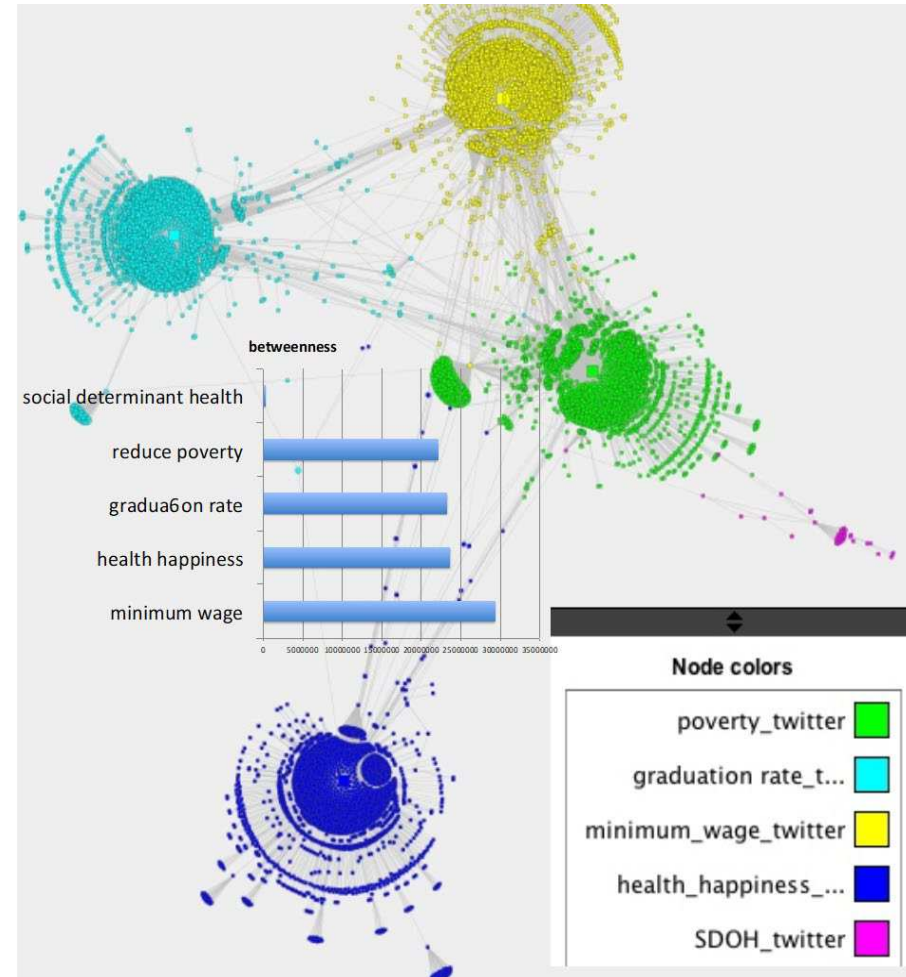 betweenness
social determinant health
reduce poverty
gradua6on rate
health happiness
minimum wage
0 5000000 10000000 15000000 20000000 25000000 30000000 35000000
Node colors
poverty_twitter
graduation rate_t...
minimum_wage_twitter
health_happiness_...
SDOH_twitter